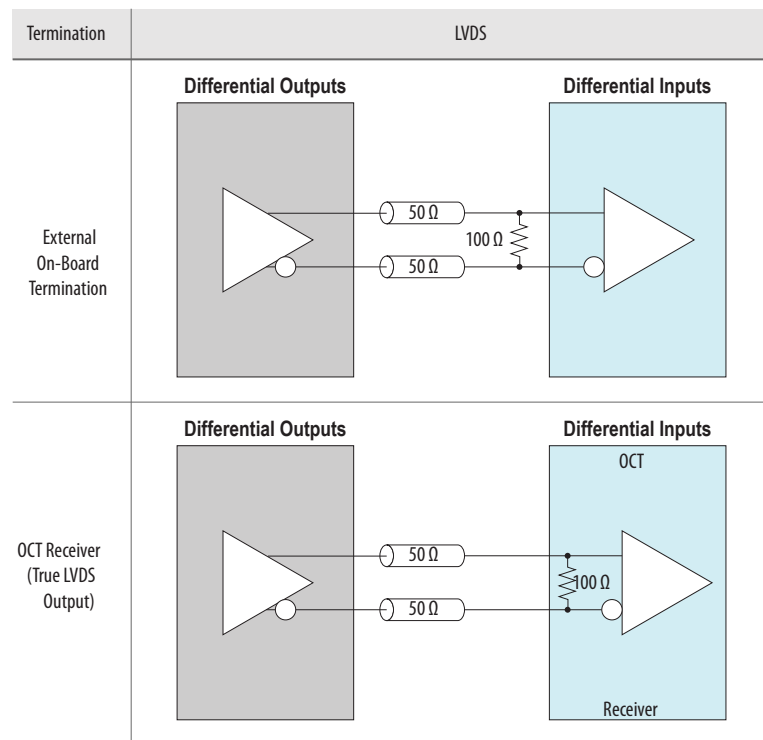 Termination
LVDS
Differential Outputs
Differential Inputs
External
On-Board
Termination
50 Ω
100 Ω
50 Ω
Differential Outputs
Differential Inputs
OCT
OCT Receiver
(True LVDS
Output)
50 Ω
100 Ω
50 Ω
Receiver